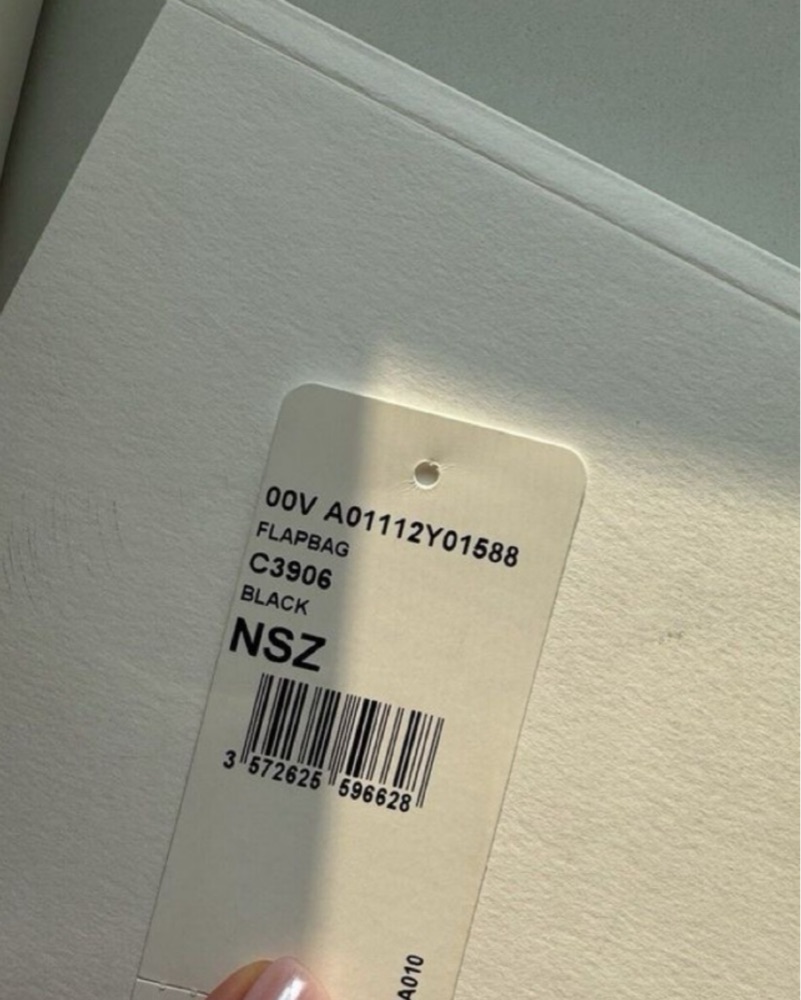 00V A01112Y01588
FLAPBAG
C3906
BLACK
NSZ
3 572625 596628
A010